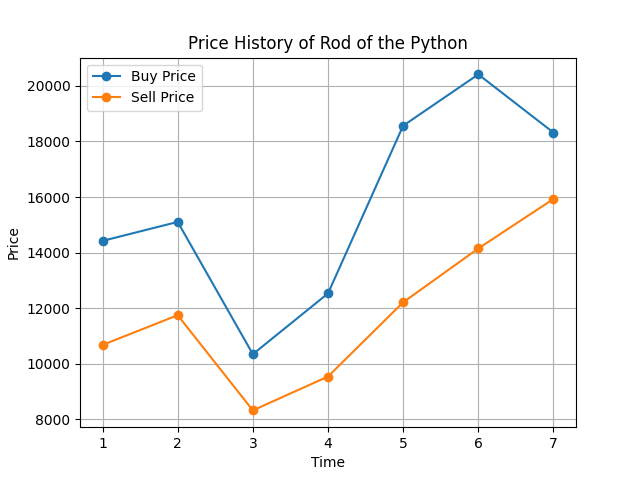 Price History of Rod of the Python
Buy Price
Sell Price
20000
18000
16000
14000
12000
10000
8000
Price
1 2 3 4 5 6 7
Time